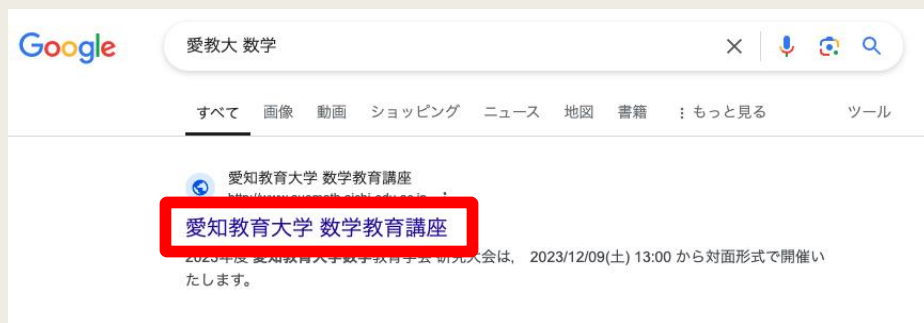 Google
愛教大 数学
すべて 画像 動画 ショッピング ニュース 地図 書籍 : もっと見る ツール
愛知教育大学 数学教育講座
愛知教育大学 数学教育講座
2023年度 愛知教育大学数学教育学会 研究大会は, 2023/12/09(土) 13:00 から対面形式で開催い
たします。